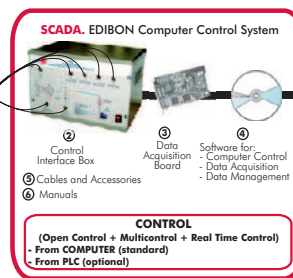 SCADA. EDIBON Computer Control System
② Control Interface Box
③ Data Acquisition Board
④ Software for:
- Computer Control
- Data Acquisition
- Data Management
⑤ Cables and Accessories
⑥ Manuals
CONTROL
(Open Control + Multicontrol + Real Time Control)
- From COMPUTER (standard)
- From PLC (optional)